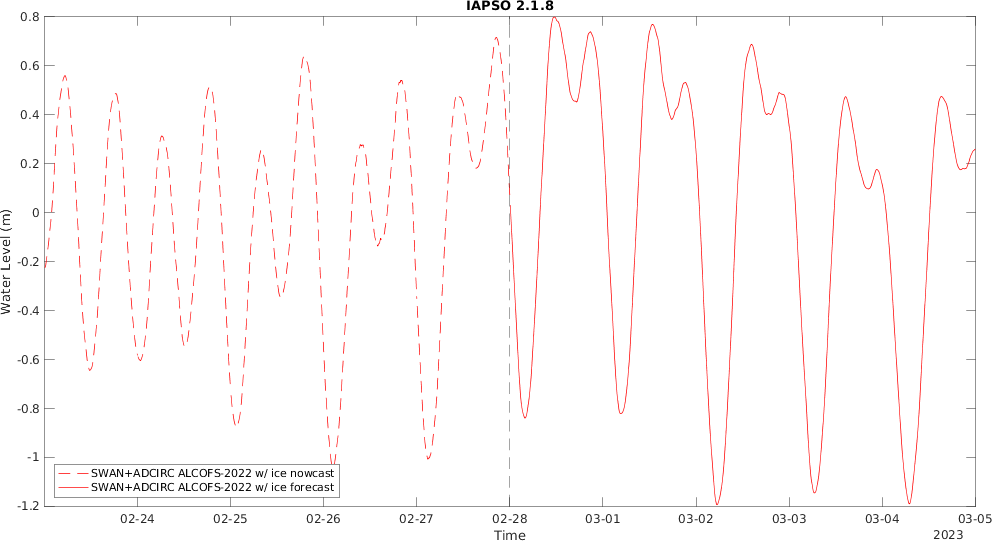 IAPSO 2.1.8
0.8
0.6
0.4
0.2
0
-0.2
-0.4
-0.6
-0.8
-1
-1.2
Water Level (m)
SWAN+ADCIRC ALCOFS-2022 w/ ice nowcast
SWAN+ADCIRC ALCOFS-2022 w/ ice forecast
02-24 02-25 02-26 02-27 02-28 03-01 03-02 03-03 03-04 03-05
Time
2023